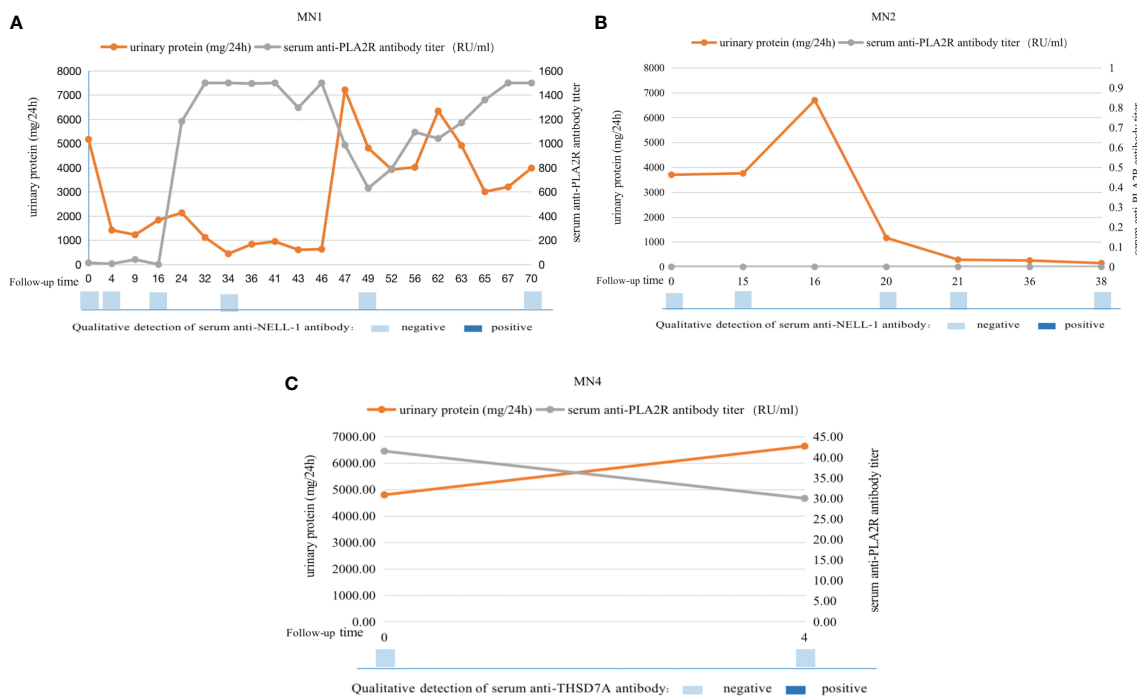 A
MN1
urinary protein (mg/24h) serum anti-PLA2R antibody titer (RU/ml)
urinary protein (mg/24h)
8000
7000
6000
5000
4000
3000
2000
1000
0
1600
1400
1200
1000
800
600
400
200
0
serum anti-PLA2R antibody titer
Follow-up time 0 4 9 16 24 32 34 36 41 43 46 47 49 52 56 62 63 65 67 70
Qualitative detection of serum anti-NELL-1 antibody: negative positive
B
MN2
urinary protein (mg/24h) serum anti-PLA2R antibody titer (RU/ml)
urinary protein (mg/24h)
8000
7000
6000
5000
4000
3000
2000
1000
0
1
0.9
0.8
0.7
0.6
0.5
0.4
0.3
0.2
0.1
0
serum anti-PLA2R antibody titer
Follow-up time 0 15 16 20 21 36 38
Qualitative detection of serum anti-NELL-1 antibody: negative positive
C
MN4
urinary protein (mg/24h) serum anti-PLA2R antibody titer (RU/ml)
urinary protein (mg/24h)
7000.00
6000.00
5000.00
4000.00
3000.00
2000.00
1000.00
0.00
45.00
40.00
35.00
30.00
25.00
20.00
15.00
10.00
5.00
0.00
serum anti-PLA2R antibody titer
Follow-up time 0 4
Qualitative detection of serum anti-THSD7A antibody: negative positive